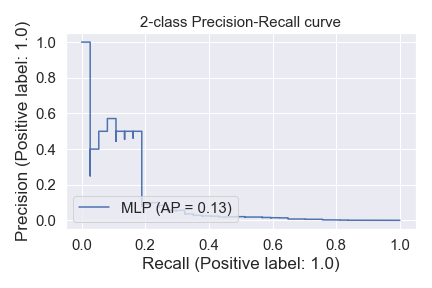 2-class Precision-Recall curve
Precision (Positive label: 1.0)
1.0
0.8
0.6
0.4
0.2
0.0
MLP (AP = 0.13)
0.0 0.2 0.4 0.6 0.8 1.0
Recall (Positive label: 1.0)